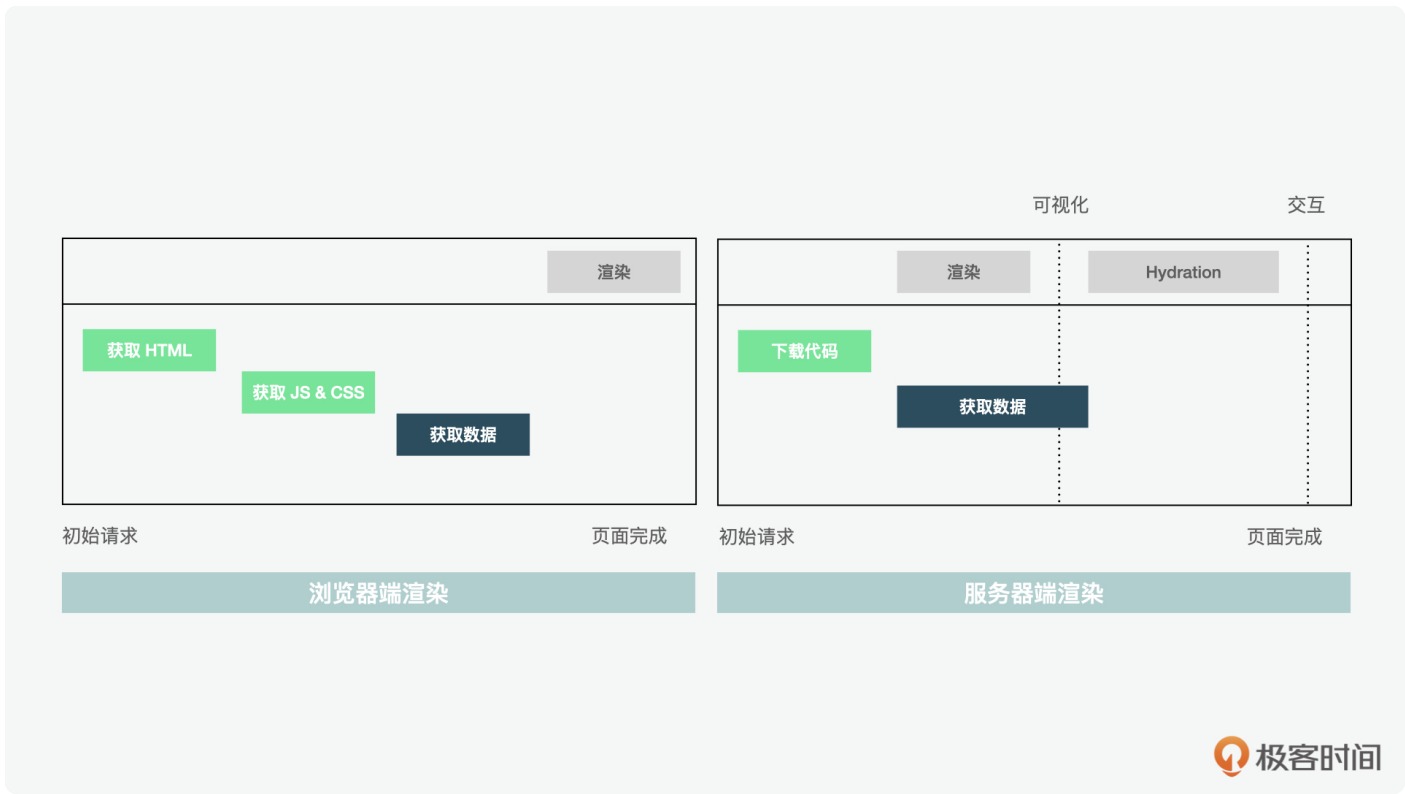 可视化
交互
渲染
获取 HTML
获取 JS & CSS
获取数据
初始请求
页面完成
浏览器端渲染
渲染
Hydration
下载代码
获取数据
初始请求
页面完成
服务器端渲染
极客时间